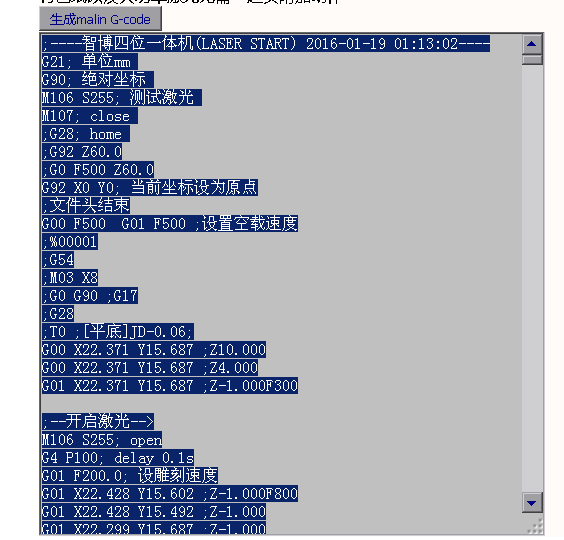 生成malin G-code
;----智博四位一体机(LASER START) 2016-01-19 01:13:02----
G21; 单位mm
G90; 绝对坐标
M106 S255; 测试激光
M107; close
;G28; home
;G92 Z60.0
;G0 F500 Z60.0
G92 X0 Y0; 当前坐标设为原点
;文件头结束
G00 F500  G01 F500 ;设置空载速度
;%00001
;G54
;M03 X8
;G0 G90 ;G17
;G28
;T0 ;[平底]JD-0.06;
G00 X22.371 Y15.687 ;Z10.000
G00 X22.371 Y15.687 ;Z4.000
G01 X22.371 Y15.687 ;Z-1.000F300
;--开启激光-->
M106 S255; open
G4 P100; delay 0.1s
G01 F200.0; 设雕刻速度
G01 X22.428 Y15.602 ;Z-1.000F800
G01 X22.428 Y15.492 ;Z-1.000
G01 X22.299 Y15.687 ;Z-1.000